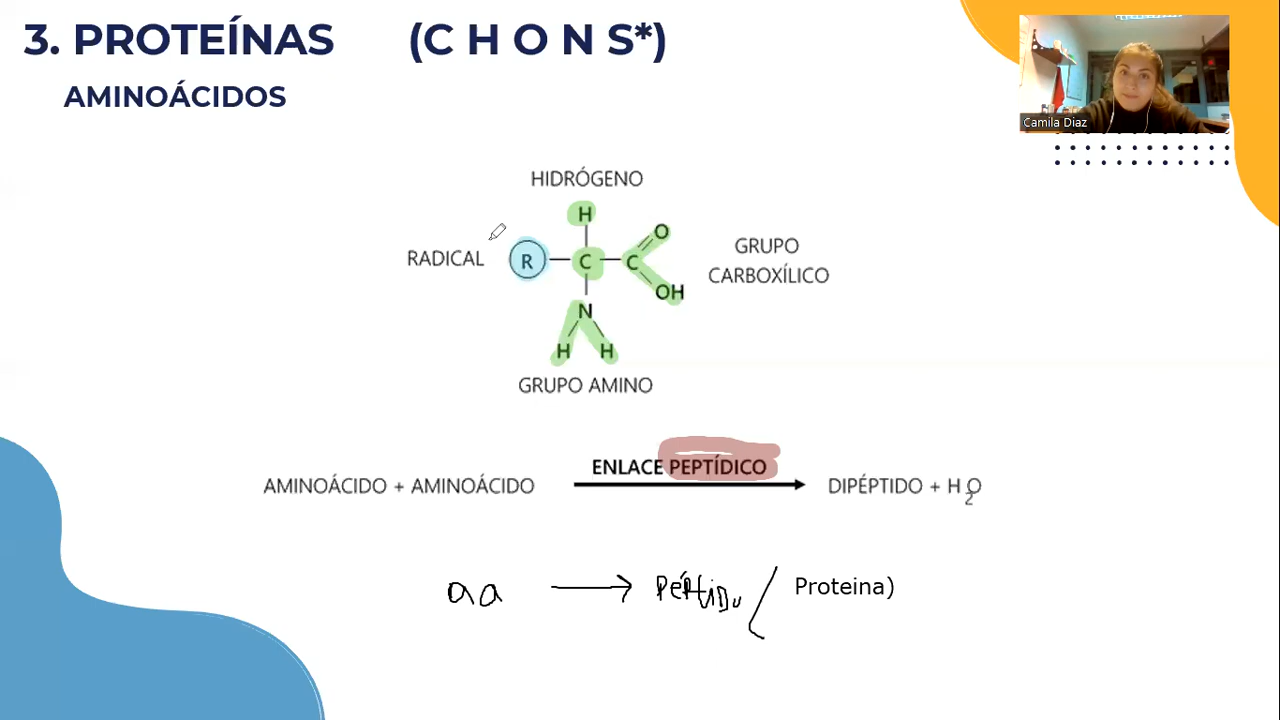 3. PROTEÍNAS (C H O N S*)
AMINOÁCIDOS
Camila Diaz
HIDRÓGENO
H
O
RADICAL R C C GRUPO CARBOXÍLICO
OH
N
H H
GRUPO AMINO
ENLACE PEPTÍDICO
AMINOÁCIDO + AMINOÁCIDO DIPÉPTIDO + H2O
aa → PéptiDo / Proteina)